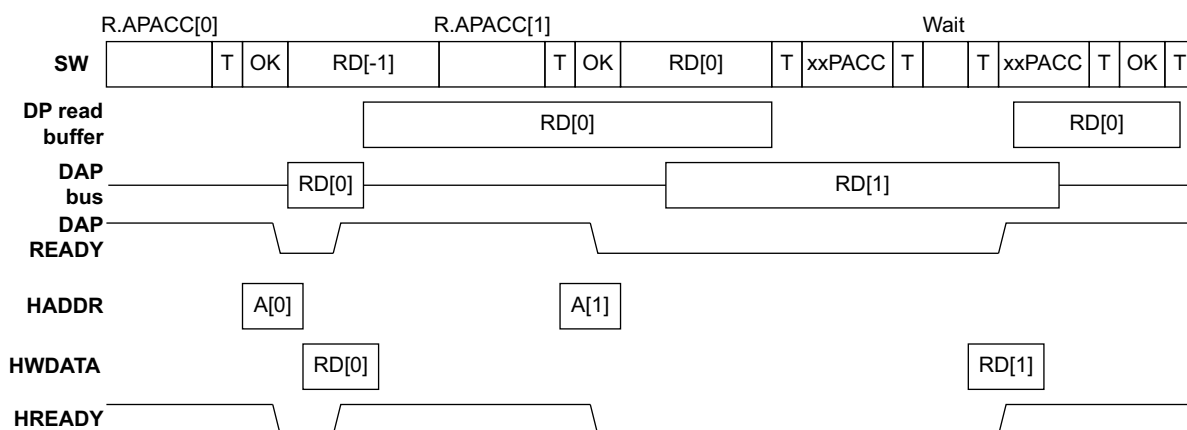 R.APACC[0] R.APACC[1] Wait
SW T OK RD[-1] T OK RD[0] T xxPACC T T xxPACC T OK T
DP read
buffer RD[0] RD[0]
DAP
bus RD[0] RD[1]
DAP
READY
HADDR A[0] A[1]
HWDATA RD[0] RD[1]
HREADY